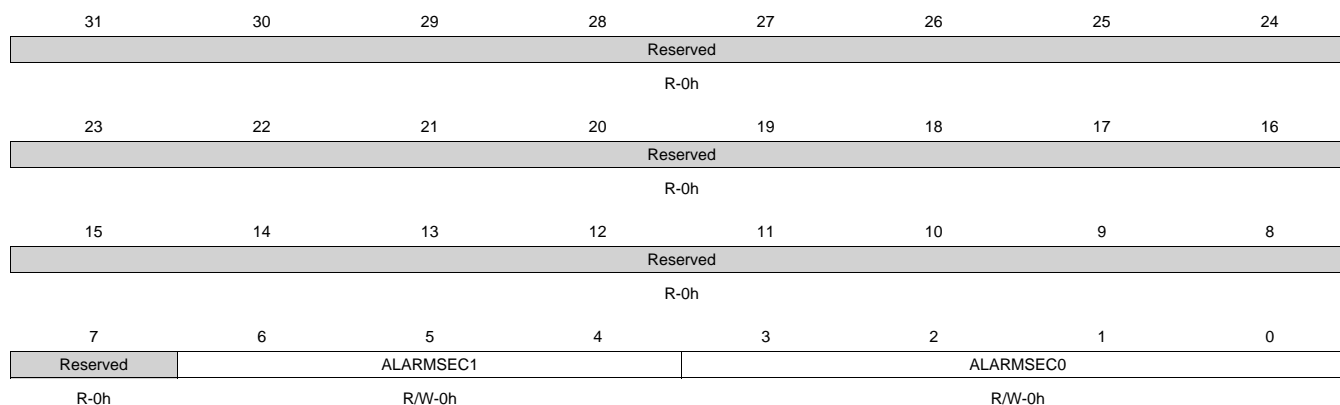 31 30 29 28 27 26 25 24
Reserved
R-0h
23 22 21 20 19 18 17 16
Reserved
R-0h
15 14 13 12 11 10 9 8
Reserved
R-0h
7 6 5 4 3 2 1 0
Reserved ALARMSEC1 ALARMSEC0
R-0h R/W-0h R/W-0h